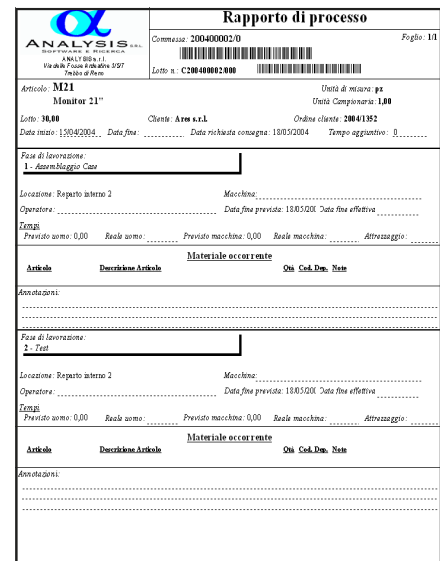 Rapporto di processo
ANALYSIS S.R.L.
SOFTWARE E RICERCA
ANALYSIS s.r.l.
Via delle Fosse Ardeatine 5/5/7
Trebbo di Reno
Commessa: 200400002/0 Foglio: 1/1
Lotto n.: C200400002/000
Articolo: M21 Unità di misura: pz
Monitor 21" Unità Campionaria: 1,00
Lotto: 30,00 Cliente: Ares s.r.l. Ordine cliente: 2004/1352
Data inizio: 15/04/2004 Data fine: Data richiesta consegna: 18/05/2004 Tempo aggiuntivo: 0
Fase di lavorazione:
1 - Assemblaggio Case
Locazione: Reparto interno 2 Macchina:
Operatore: Data fine prevista: 18/05/200 Data fine effettiva
Tempi
Previsto uomo: 0,00 Reale uomo: Previsto macchina: 0,00 Reale macchina: Attrezzaggio:
Materiale occorrente
Articolo Descrizione Articolo Qtà Cod. Dep. Note
Annotazioni:
Fase di lavorazione:
2 - Test
Locazione: Reparto interno 2 Macchina:
Operatore: Data fine prevista: 18/05/200 Data fine effettiva
Tempi
Previsto uomo: 0,00 Reale uomo: Previsto macchina: 0,00 Reale macchina: Attrezzaggio:
Materiale occorrente
Articolo Descrizione Articolo Qtà Cod. Dep. Note
Annotazioni: